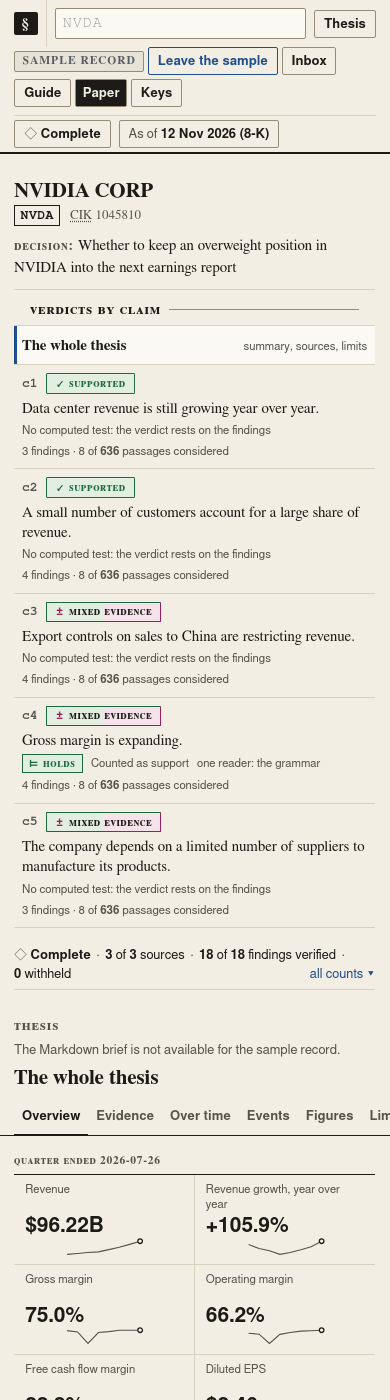 §
NVDA
Thesis
SAMPLE RECORD
Leave the sample
Inbox
Guide
Paper
Keys
◇ Complete
As of 12 Nov 2026 (8-K)
NVIDIA CORP
NVDA CIK 1045810
DECISION: Whether to keep an overweight position in
NVIDIA into the next earnings report
VERDICTS BY CLAIM
The whole thesis summary, sources, limits
c1 ✓ SUPPORTED
Data center revenue is still growing year over year.
No computed test: the verdict rests on the findings
3 findings · 8 of 636 passages considered
c2 ✓ SUPPORTED
A small number of customers account for a large share of
revenue.
No computed test: the verdict rests on the findings
4 findings · 8 of 636 passages considered
c3 ± MIXED EVIDENCE
Export controls on sales to China are restricting revenue.
No computed test: the verdict rests on the findings
4 findings · 8 of 636 passages considered
c4 ± MIXED EVIDENCE
Gross margin is expanding.
⊨ HOLDS Counted as support one reader: the grammar
4 findings · 8 of 636 passages considered
c5 ± MIXED EVIDENCE
The company depends on a limited number of suppliers to
manufacture its products.
No computed test: the verdict rests on the findings
3 findings · 8 of 636 passages considered
◇ Complete · 3 of 3 sources · 18 of 18 findings verified ·
0 withheld all counts ▾
THESIS
The Markdown brief is not available for the sample record.
The whole thesis
Overview Evidence Over time Events Figures Lim
QUARTER ENDED 2026-07-26
Revenue
$96.22B
Revenue growth, year over
year
+105.9%
Gross margin
75.0%
Operating margin
66.2%
Free cash flow margin
Diluted EPS